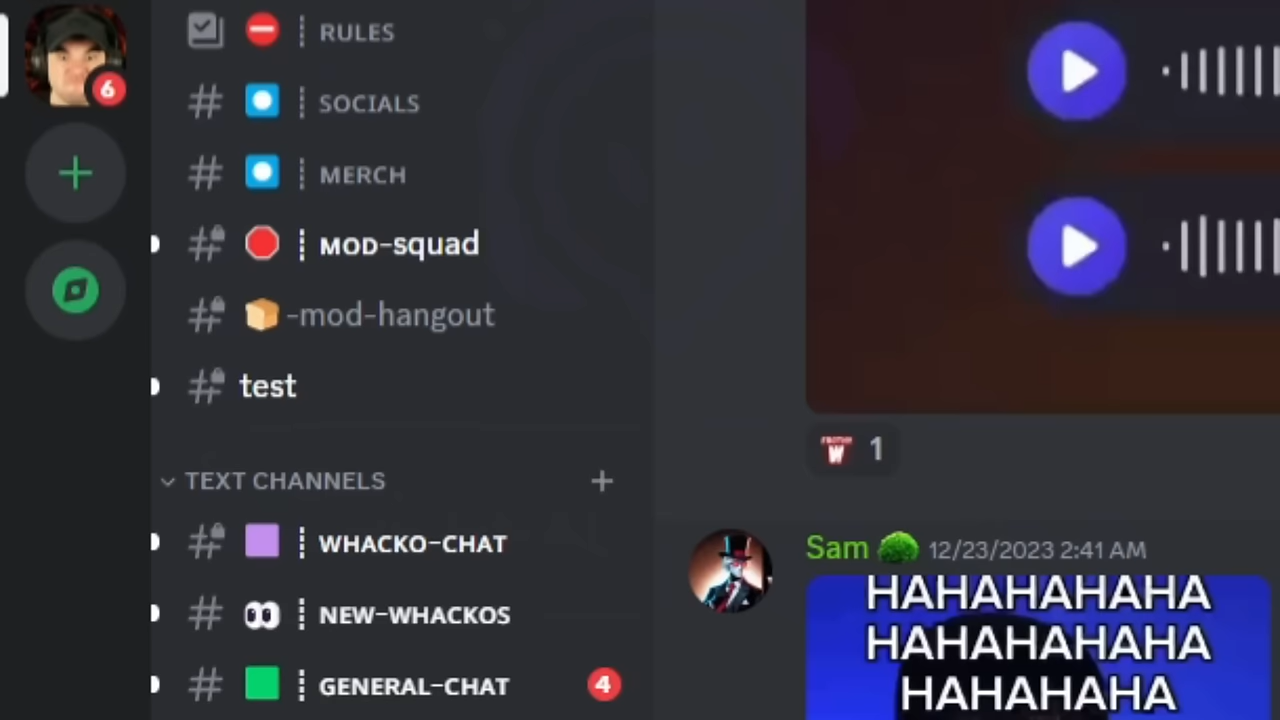 6
RULES
SOCIALS
MERCH
MOD-squad
-mod-hangout
test
TEXT CHANNELS
WHACKO-CHAT
NEW-WHACKOS
GENERAL-CHAT 4
W 1
Sam 12/23/2023 2:41 AM
HAHAHAHAHA
HAHAHAHAHA
HAHAHAHA